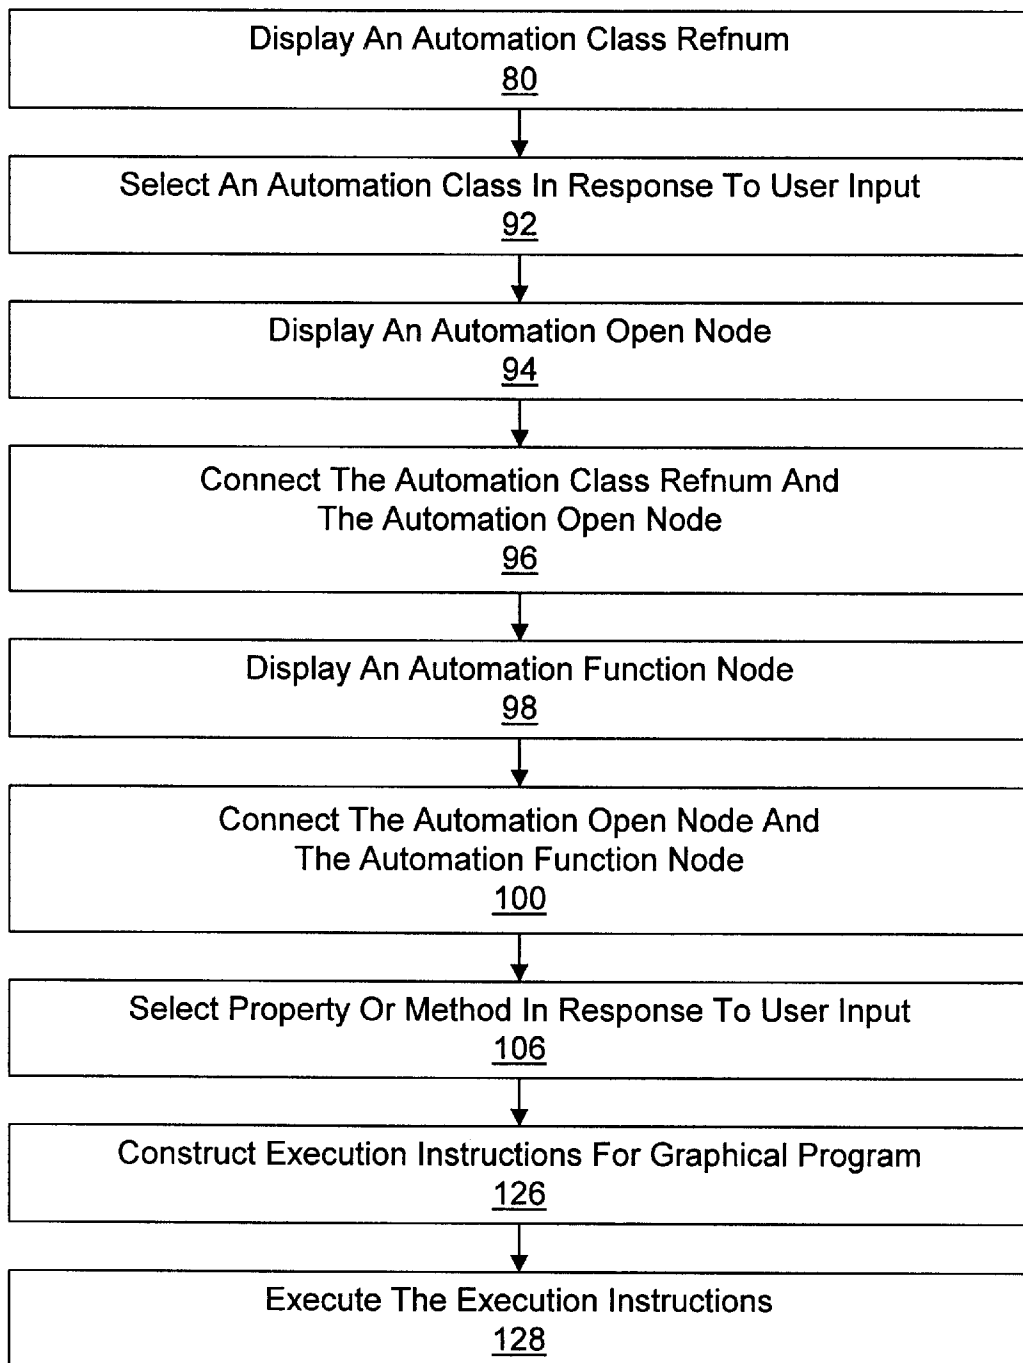 Display An Automation Class Refnum
80
Select An Automation Class In Response To User Input
92
Display An Automation Open Node
94
Connect The Automation Class Refnum And
The Automation Open Node
96
Display An Automation Function Node
98
Connect The Automation Open Node And
The Automation Function Node
100
Select Property Or Method In Response To User Input
106
Construct Execution Instructions For Graphical Program
126
Execute The Execution Instructions
128